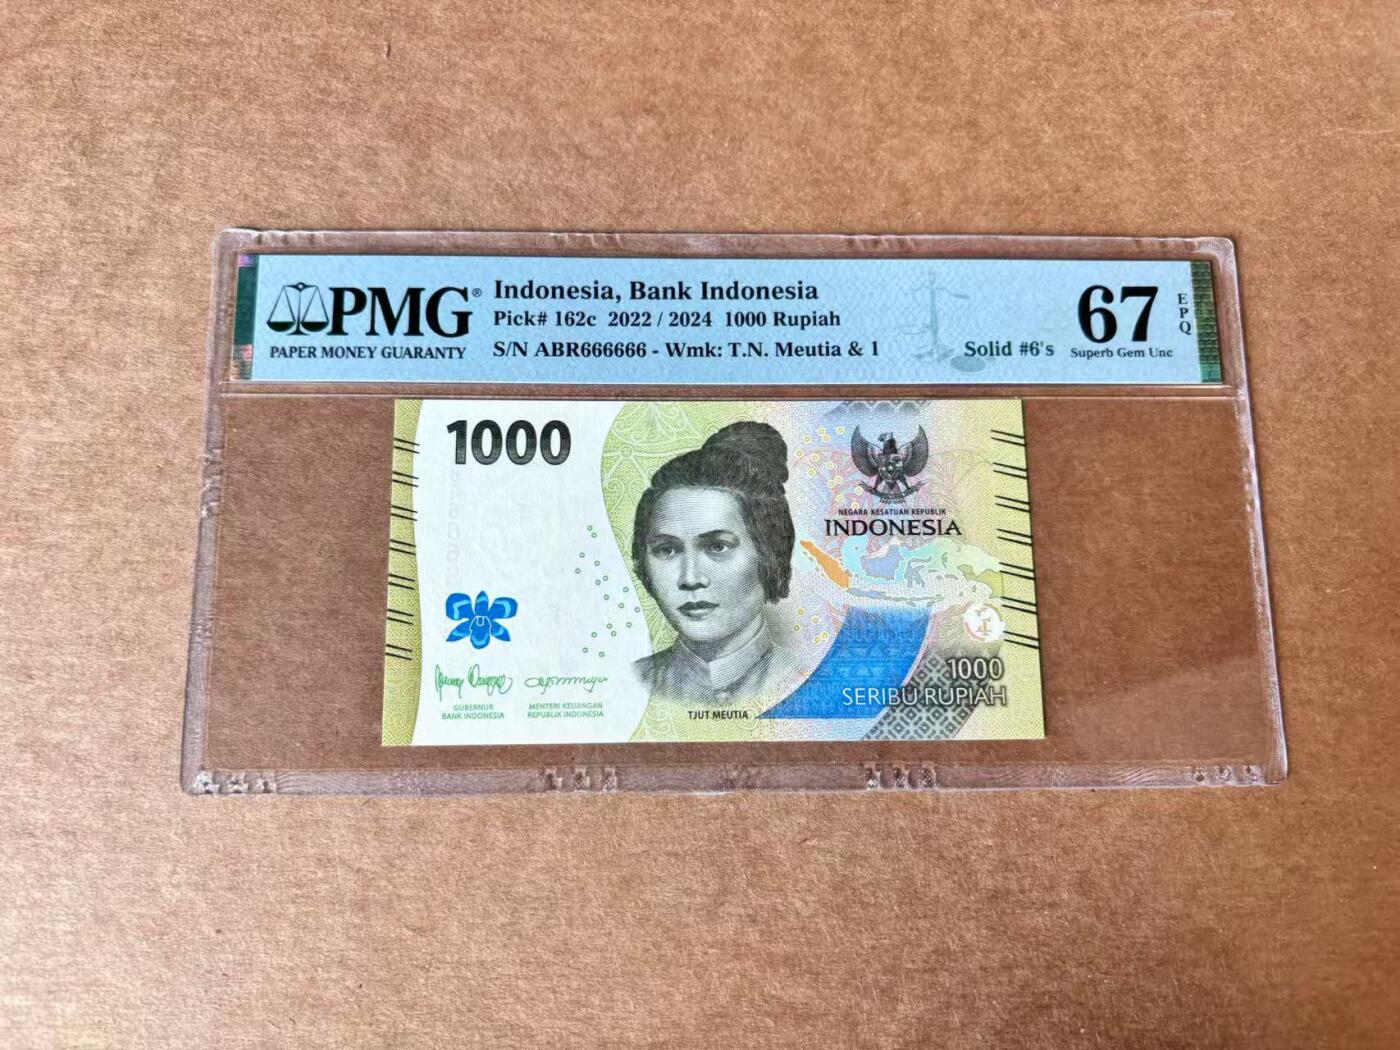 PMG®
PAPER MONEY GUARANTY
Indonesia, Bank Indonesia
Pick# 162c 2022 / 2024 1000 Rupiah
S/N ABR666666 - Wmk: T.N. Meutia & 1
Solid #6's
67
EPQ
Superb Gem Unc
1000
NEGARA KESATUAN REPUBLIK
INDONESIA
GUBERNUR
BANK INDONESIA
MENTERI KEUANGAN
REPUBLIK INDONESIA
TJUT MEUTIA
1000
SERIBU RUPIAH